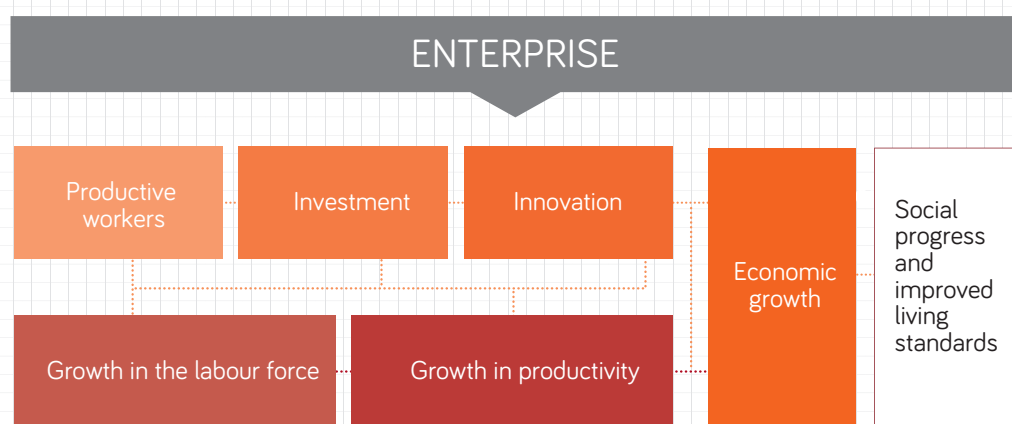 ENTERPRISE
Productive
workers
Investment
Innovation
Economic
growth
Social
progress
and
improved
living
standards
Growth in the labour force
Growth in productivity